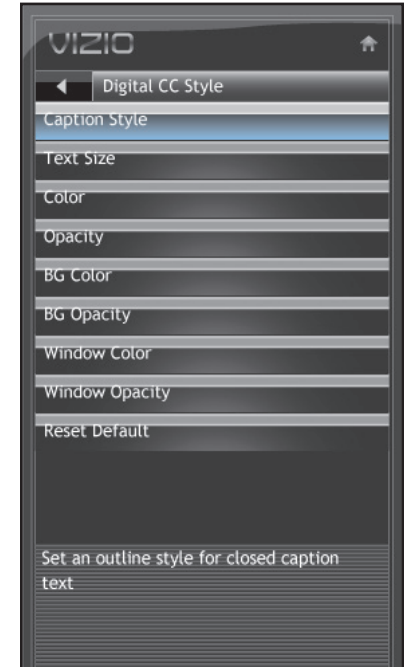 VIZIO
Digital CC Style
Caption Style
Text Size
Color
Opacity
BG Color
BG Opacity
Window Color
Window Opacity
Reset Default
Set an outline style for closed caption
text